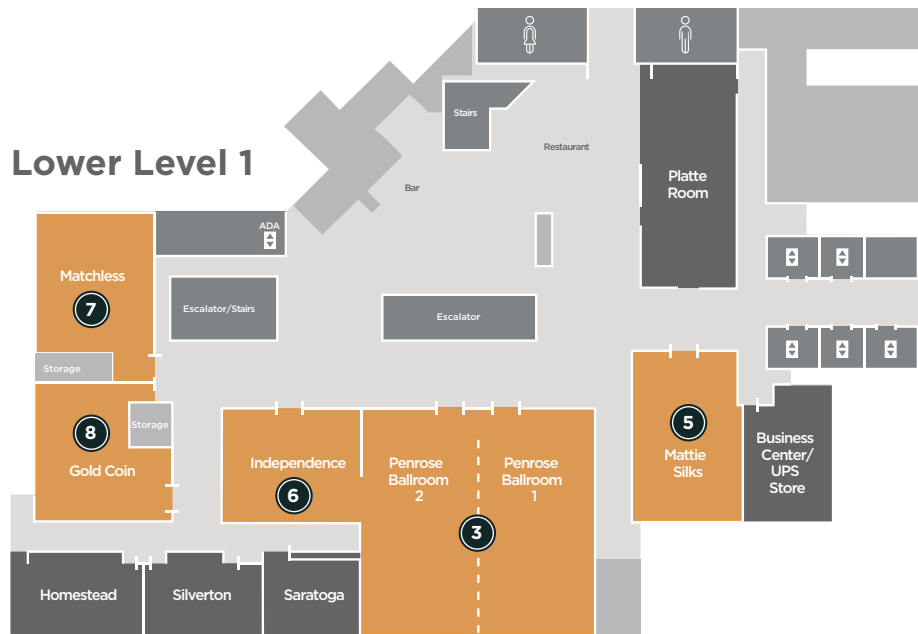 Stairs
Restaurant
Lower Level 1
Platte
Room
Bar
ADA
Matchless
7
Escalator/Stairs
Escalator
Storage
8
Storage
Gold Coin
Independence
6
Penrose
Ballroom
2
Penrose
Ballroom
1
3
5
Mattie
Silks
Business
Center/
UPS
Store
Homestead
Silverton
Saratoga